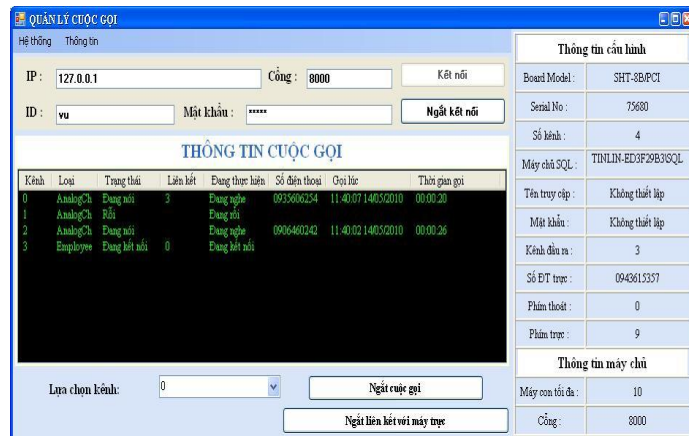 QUẢN LÝ CUỘC GỌI
Hệ thống Thông tin
IP : 127.0.0.1 Cổng : 8000 Kết nối
ID : vu Mật khẩu : ***** Ngắt kết nối
THÔNG TIN CUỘC GỌI
Kênh Loại Trạng thái Liên kết Đang thực hiện Số điện thoại Gọi lúc Thời gian gọi
0 AnalogCh Đang nói 3 Đang nghe 0935606254 11:40:07 14/05/2010 00:00:20
1 AnalogCh Rỗi Đang rỗi
2 AnalogCh Đang nói Đang nghe 0906460242 11:40:02 14/05/2010 00:00:26
3 Employee Đang kết nối 0 Đang kết nối
Lựa chọn kênh: 0 Ngắt cuộc gọi
Ngắt liên kết với máy trực
Thông tin cấu hình
Board Model : SHT-8B/PCI
Serial No : 75680
Số kênh : 4
Máy chủ SQL : TINLIN-ED3F29B3\SQL
Tên truy cập : Không thiết lập
Mật khẩu : Không thiết lập
Kênh đầu ra : 3
Số ĐT trực : 0943615357
Phím thoát : 0
Phím trực : 9
Thông tin máy chủ
Máy con tối đa : 10
Cổng : 8000